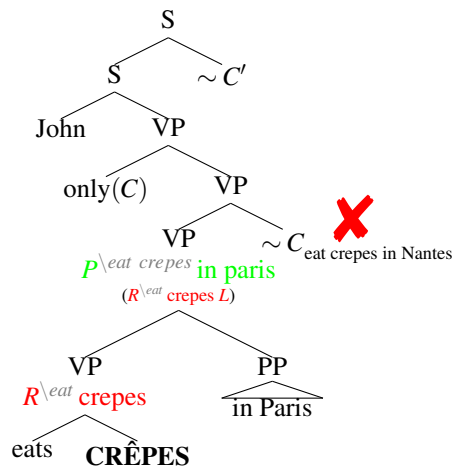 S
S ∼ C′
John VP
only(C) VP
VP ∼ C eat crepes in Nantes
P\eat crepes in paris
(R\eat crepes L)
VP PP
R\eat crepes in Paris
eats CRÊPES